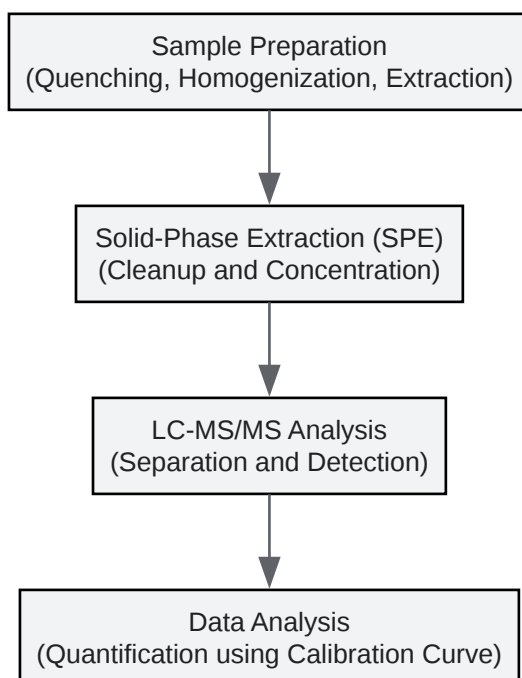 Sample Preparation
(Quenching, Homogenization, Extraction)
Solid-Phase Extraction (SPE)
(Cleanup and Concentration)
LC-MS/MS Analysis
(Separation and Detection)
Data Analysis
(Quantification using Calibration Curve)